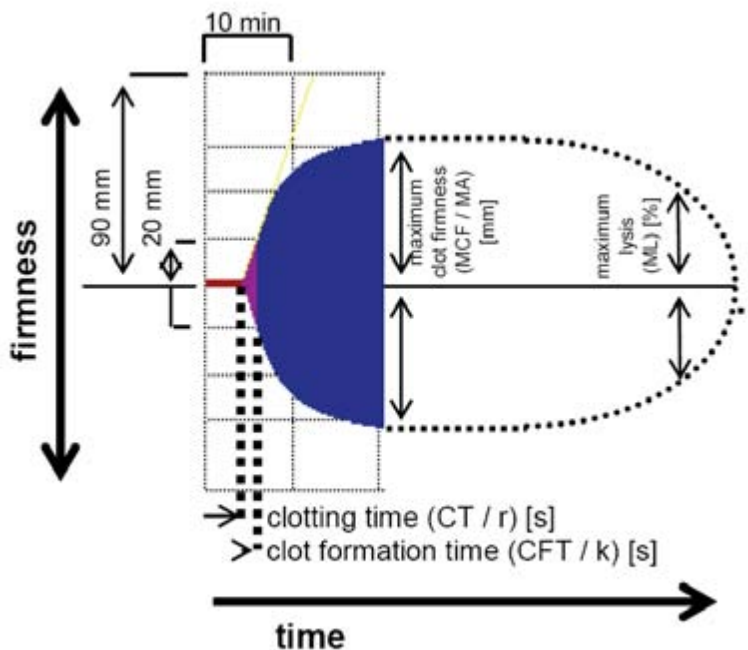 10 min
90 mm
20 mm
firmness
maximum
clot firmness
(MCF / MA)
[mm]
maximum
lysis
(ML) [%]
clotting time (CT / r) [s]
clot formation time (CFT / k) [s]
time